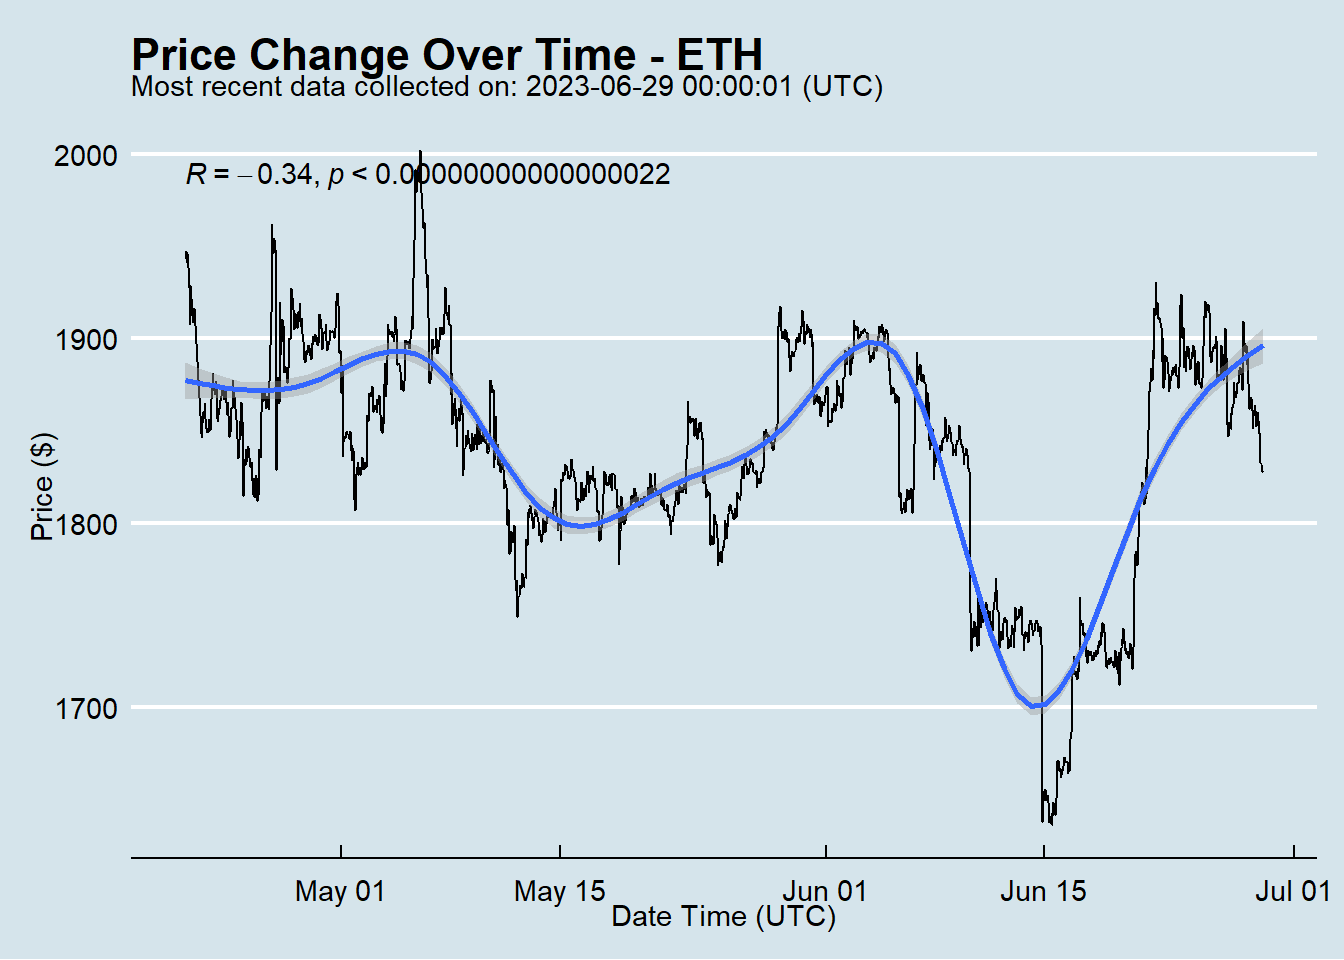 Price Change Over Time - ETH
Most recent data collected on: 2023-06-29 00:00:01 (UTC)
R = −0.34, p < 0.00000000000000022
2000
1900
1800
1700
Price ($)
May 01
May 15
Jun 01
Jun 15
Jul 01
Date Time (UTC)